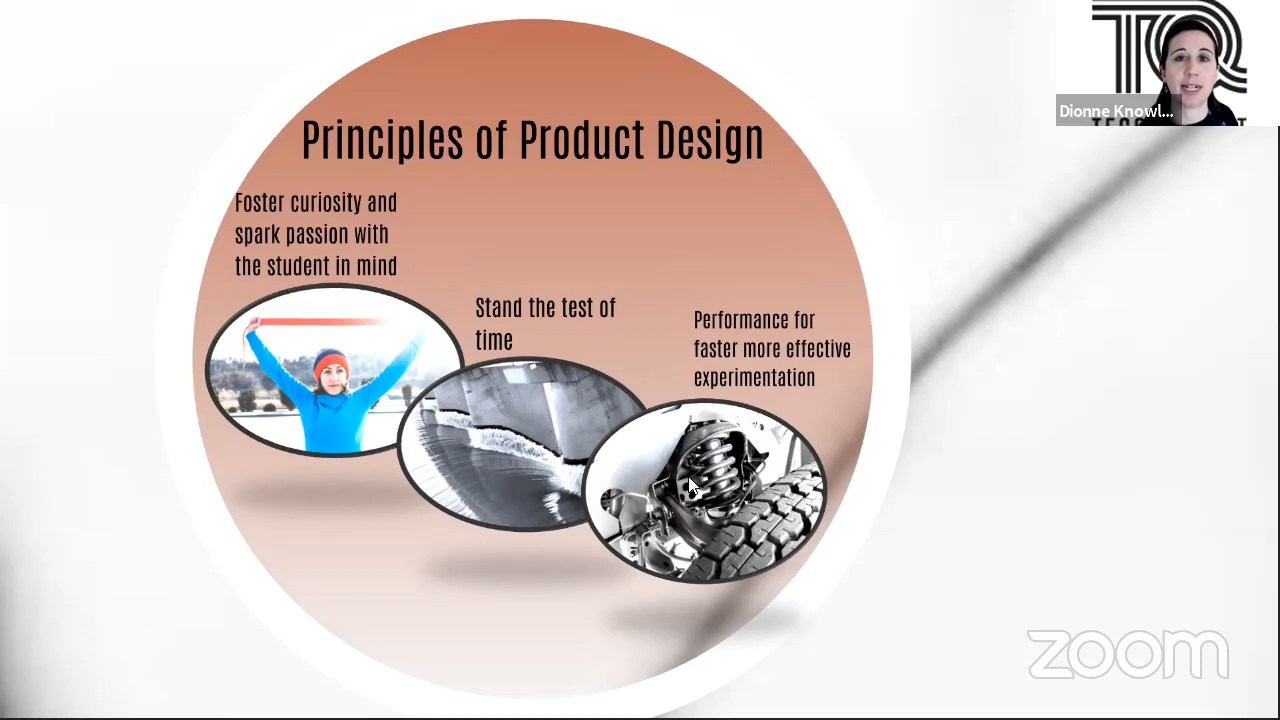 Principles of Product Design
Foster curiosity and
spark passion with
the student in mind
Stand the test of
time
Performance for
faster more effective
experimentation
TQ
Dionne Knowl...
zoom